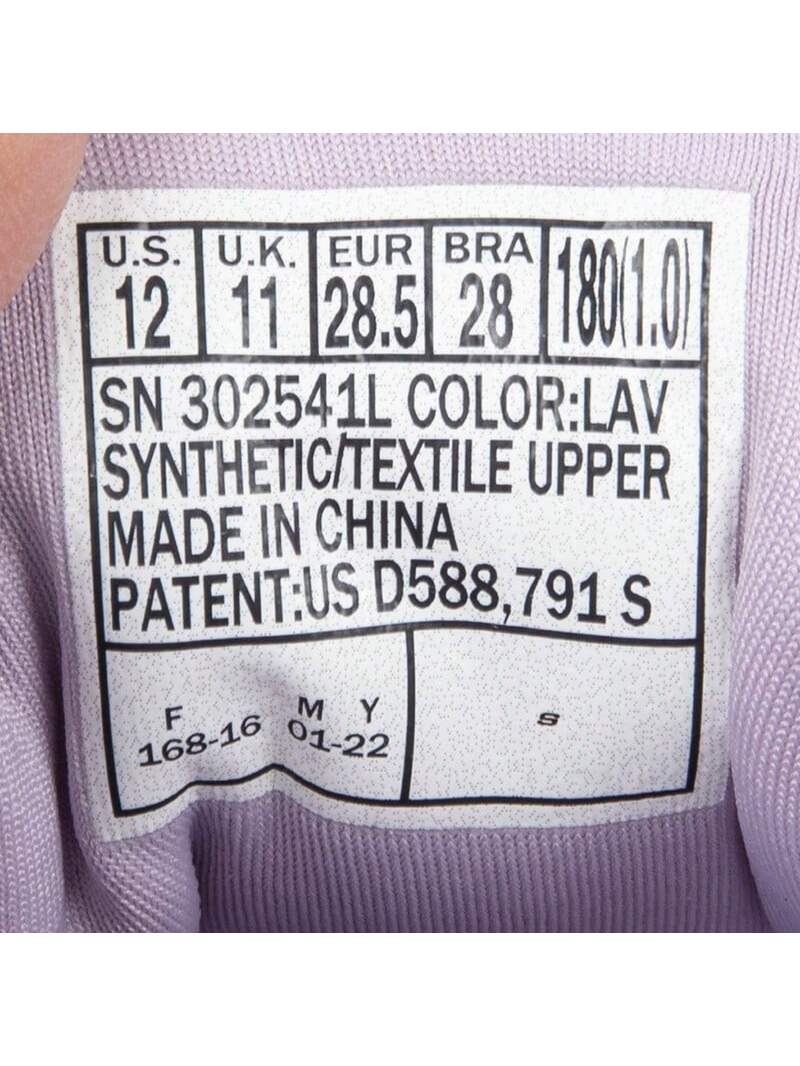 U.S. U.K. EUR BRA 180(1.0)
12 11 28.5 28
SN 302541L COLOR:LAV
SYNTHETIC/TEXTILE UPPER
MADE IN CHINA
PATENT:US D588,791 S
F M Y
168-16 01-22
s